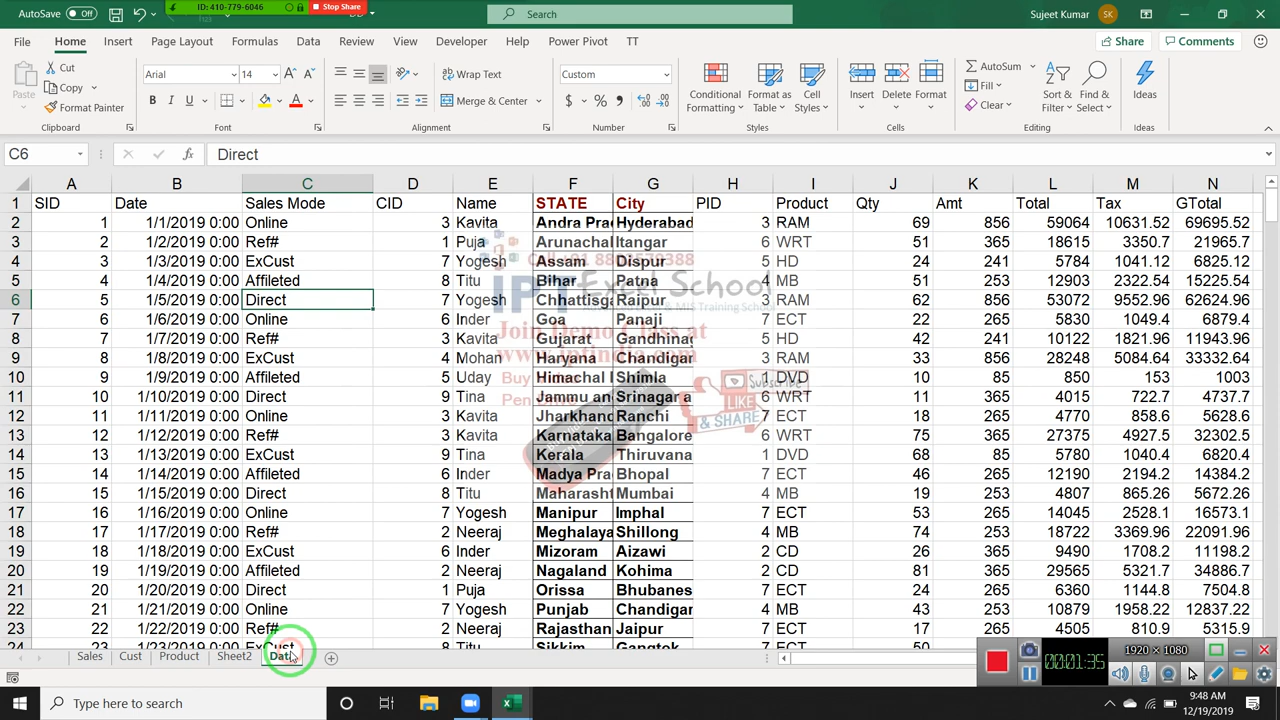 AutoSave Off ID: 410-779-6046 Stop Share Search Sujeet Kumar SK
File Home Insert Page Layout Formulas Data Review View Developer Help Power Pivot TT Share Comments
Paste Cut Copy Format Painter Clipboard
Arial 14 B I U A Font
Wrap Text Merge & Center Alignment
Custom $ % Number
Conditional Formatting Format as Table Cell Styles Styles
Insert Delete Format Cells
AutoSum Fill Clear Sort & Filter Find & Select Editing
Ideas Ideas
C6 fx Direct
A B C D E F G H I J K L M N
1 SID Date Sales Mode CID Name STATE City PID Product Qty Amt Total Tax GTotal
2 1 1/1/2019 0:00 Online 3 Kavita Andra Prac Hyderabad 3 RAM 69 856 59064 10631.52 69695.52
3 2 1/2/2019 0:00 Ref# 1 Puja Arunachal Itangar 6 WRT 51 365 18615 3350.7 21965.7
4 3 1/3/2019 0:00 ExCust 7 Yogesh Assam Dispur 5 HD 24 241 5784 1041.12 6825.12
5 4 1/4/2019 0:00 Affileted 8 Titu Bihar Patna 4 MB 51 253 12903 2322.54 15225.54
6 5 1/5/2019 0:00 Direct 7 Yogesh Chhattisga Raipur 3 RAM 62 856 53072 9552.96 62624.96
7 6 1/6/2019 0:00 Online 6 Inder Goa Panaji 7 ECT 22 265 5830 1049.4 6879.4
8 7 1/7/2019 0:00 Ref# 3 Kavita Gujarat Gandhinag 5 HD 42 241 10122 1821.96 11943.96
9 8 1/8/2019 0:00 ExCust 4 Mohan Haryana Chandigar 3 RAM 33 856 28248 5084.64 33332.64
10 9 1/9/2019 0:00 Affileted 5 Uday Himachal Shimla 1 DVD 10 85 850 153 1003
11 10 1/10/2019 0:00 Direct 9 Tina Jammu an Srinagar a 6 WRT 11 365 4015 722.7 4737.7
12 11 1/11/2019 0:00 Online 3 Kavita Jharkhand Ranchi 7 ECT 18 265 4770 858.6 5628.6
13 12 1/12/2019 0:00 Ref# 3 Kavita Karnataka Bangalore 6 WRT 75 365 27375 4927.5 32302.5
14 13 1/13/2019 0:00 ExCust 9 Tina Kerala Thiruvana 1 DVD 68 85 5780 1040.4 6820.4
15 14 1/14/2019 0:00 Affileted 6 Inder Madya Pra Bhopal 7 ECT 46 265 12190 2194.2 14384.2
16 15 1/15/2019 0:00 Direct 8 Titu Maharasht Mumbai 4 MB 19 253 4807 865.26 5672.26
17 16 1/16/2019 0:00 Online 7 Yogesh Manipur Imphal 7 ECT 53 265 14045 2528.1 16573.1
18 17 1/17/2019 0:00 Ref# 2 Neeraj Meghalaya Shillong 4 MB 74 253 18722 3369.96 22091.96
19 18 1/18/2019 0:00 ExCust 6 Inder Mizoram Aizawi 2 CD 26 365 9490 1708.2 11198.2
20 19 1/19/2019 0:00 Affileted 2 Neeraj Nagaland Kohima 2 CD 81 365 29565 5321.7 34886.7
21 20 1/20/2019 0:00 Direct 1 Puja Orissa Bhubanes 7 ECT 24 265 6360 1144.8 7504.8
22 21 1/21/2019 0:00 Online 7 Yogesh Punjab Chandigar 4 MB 43 253 10879 1958.22 12837.22
23 22 1/22/2019 0:00 Ref# 2 Neeraj Rajasthan Jaipur 7 ECT 17 265 4505 810.9 5315.9
24 23 1/23/2019 0:00 ExCust 8 Titu Sikkim
IPT Excel School
Join Demo Class at
www.iptindia.com
Subscribe
LIKE
& SHARE
Sales Cust Product Sheet2 Data
1920 × 1080
00:01:35
Type here to search
9:48 AM
12/19/2019